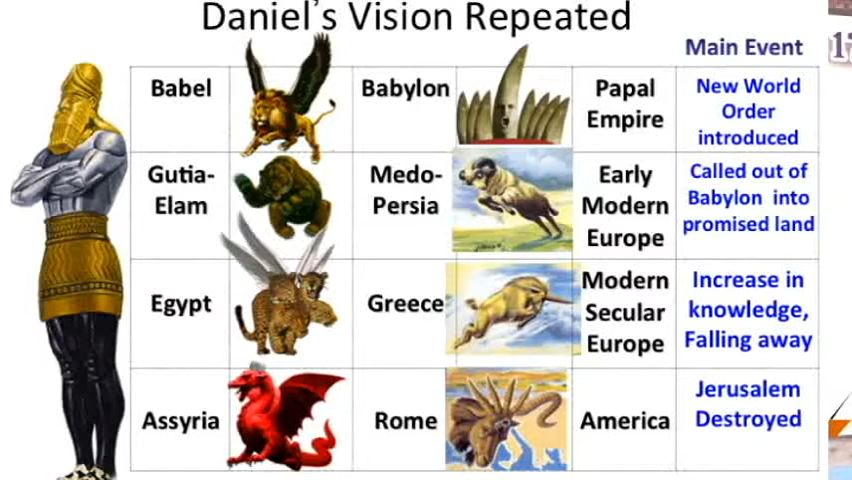 Daniel's Vision Repeated
Main Event
Babel
Babylon
Papal
Empire
New World
Order
introduced
Gutia-
Elam
Medo-
Persia
Early
Modern
Europe
Called out of
Babylon into
promised land
Egypt
Greece
Modern
Secular
Europe
Increase in
knowledge,
Falling away
Assyria
Rome
America
Jerusalem
Destroyed